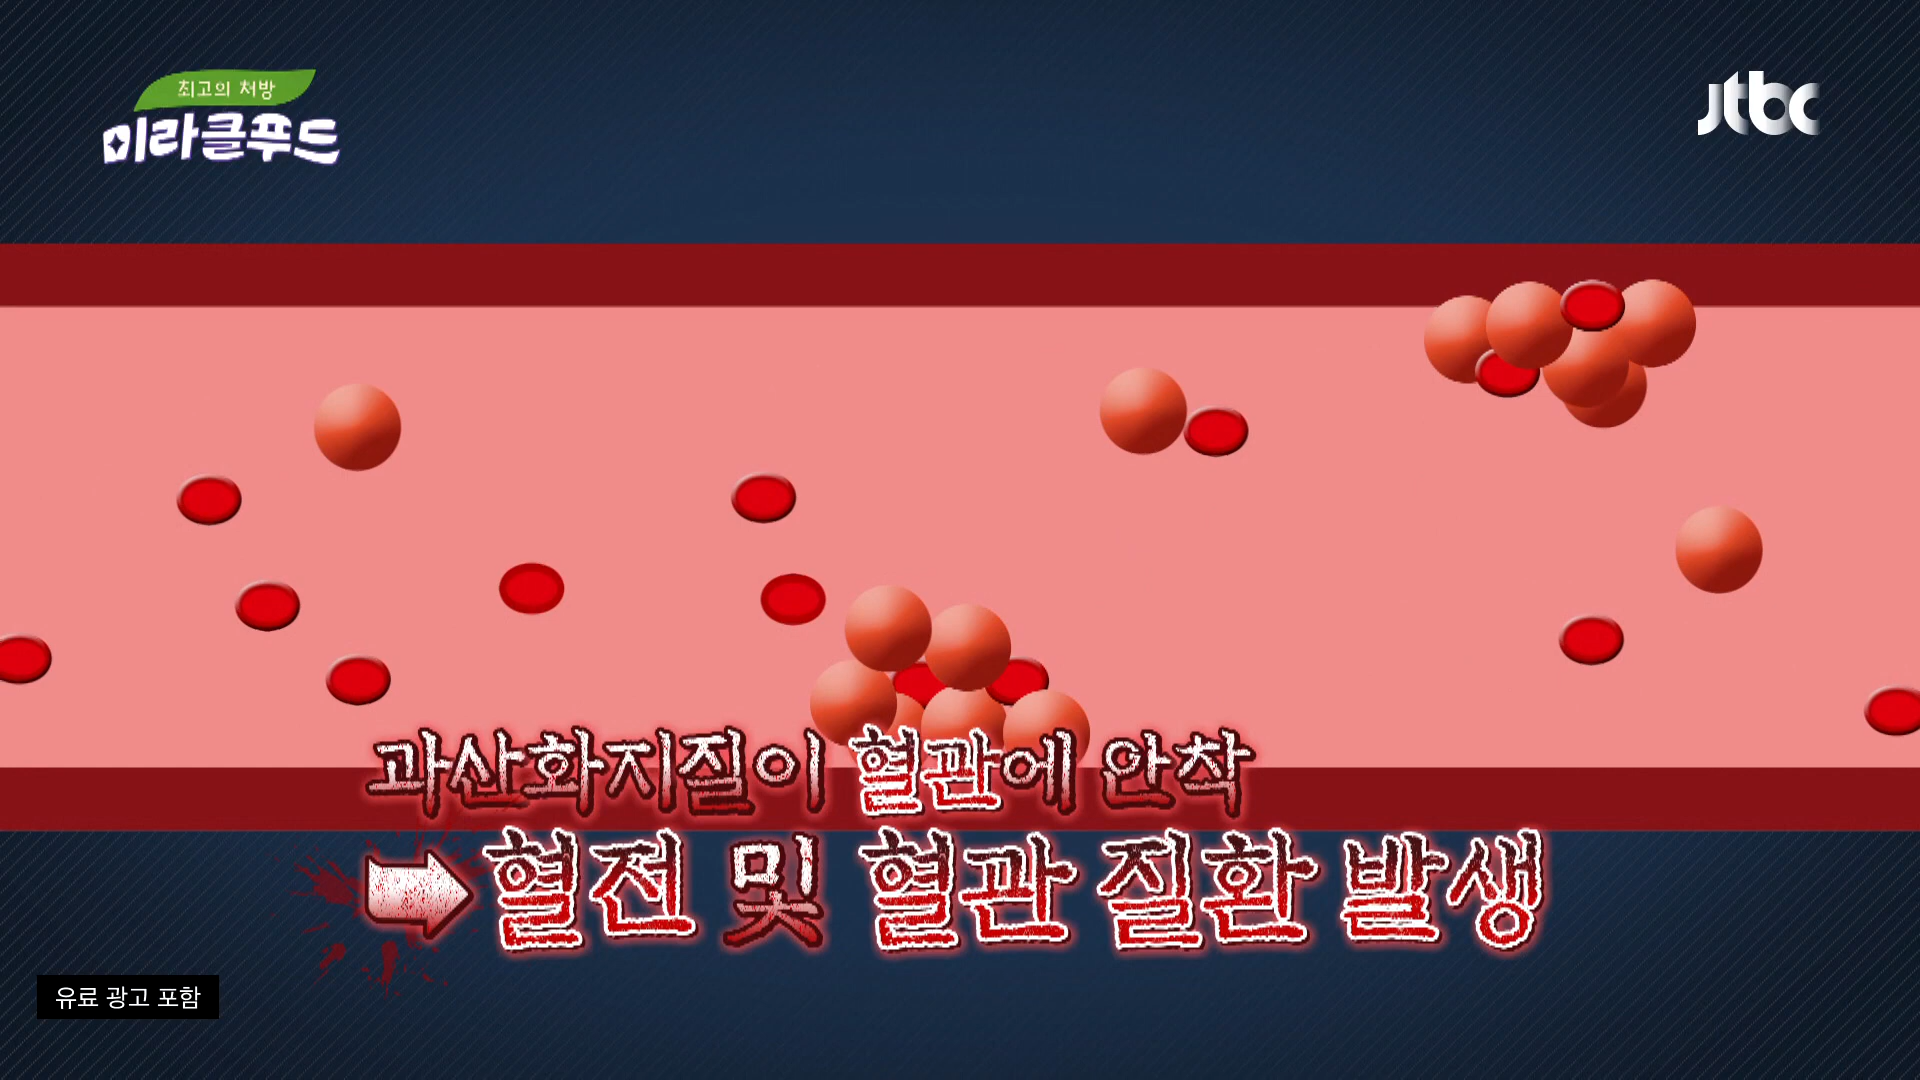 최고의 처방
미라클푸드
jtbc
과산화지질이 혈관에 안착
➡ 혈전 및 혈관 질환 발생
유료 광고 포함